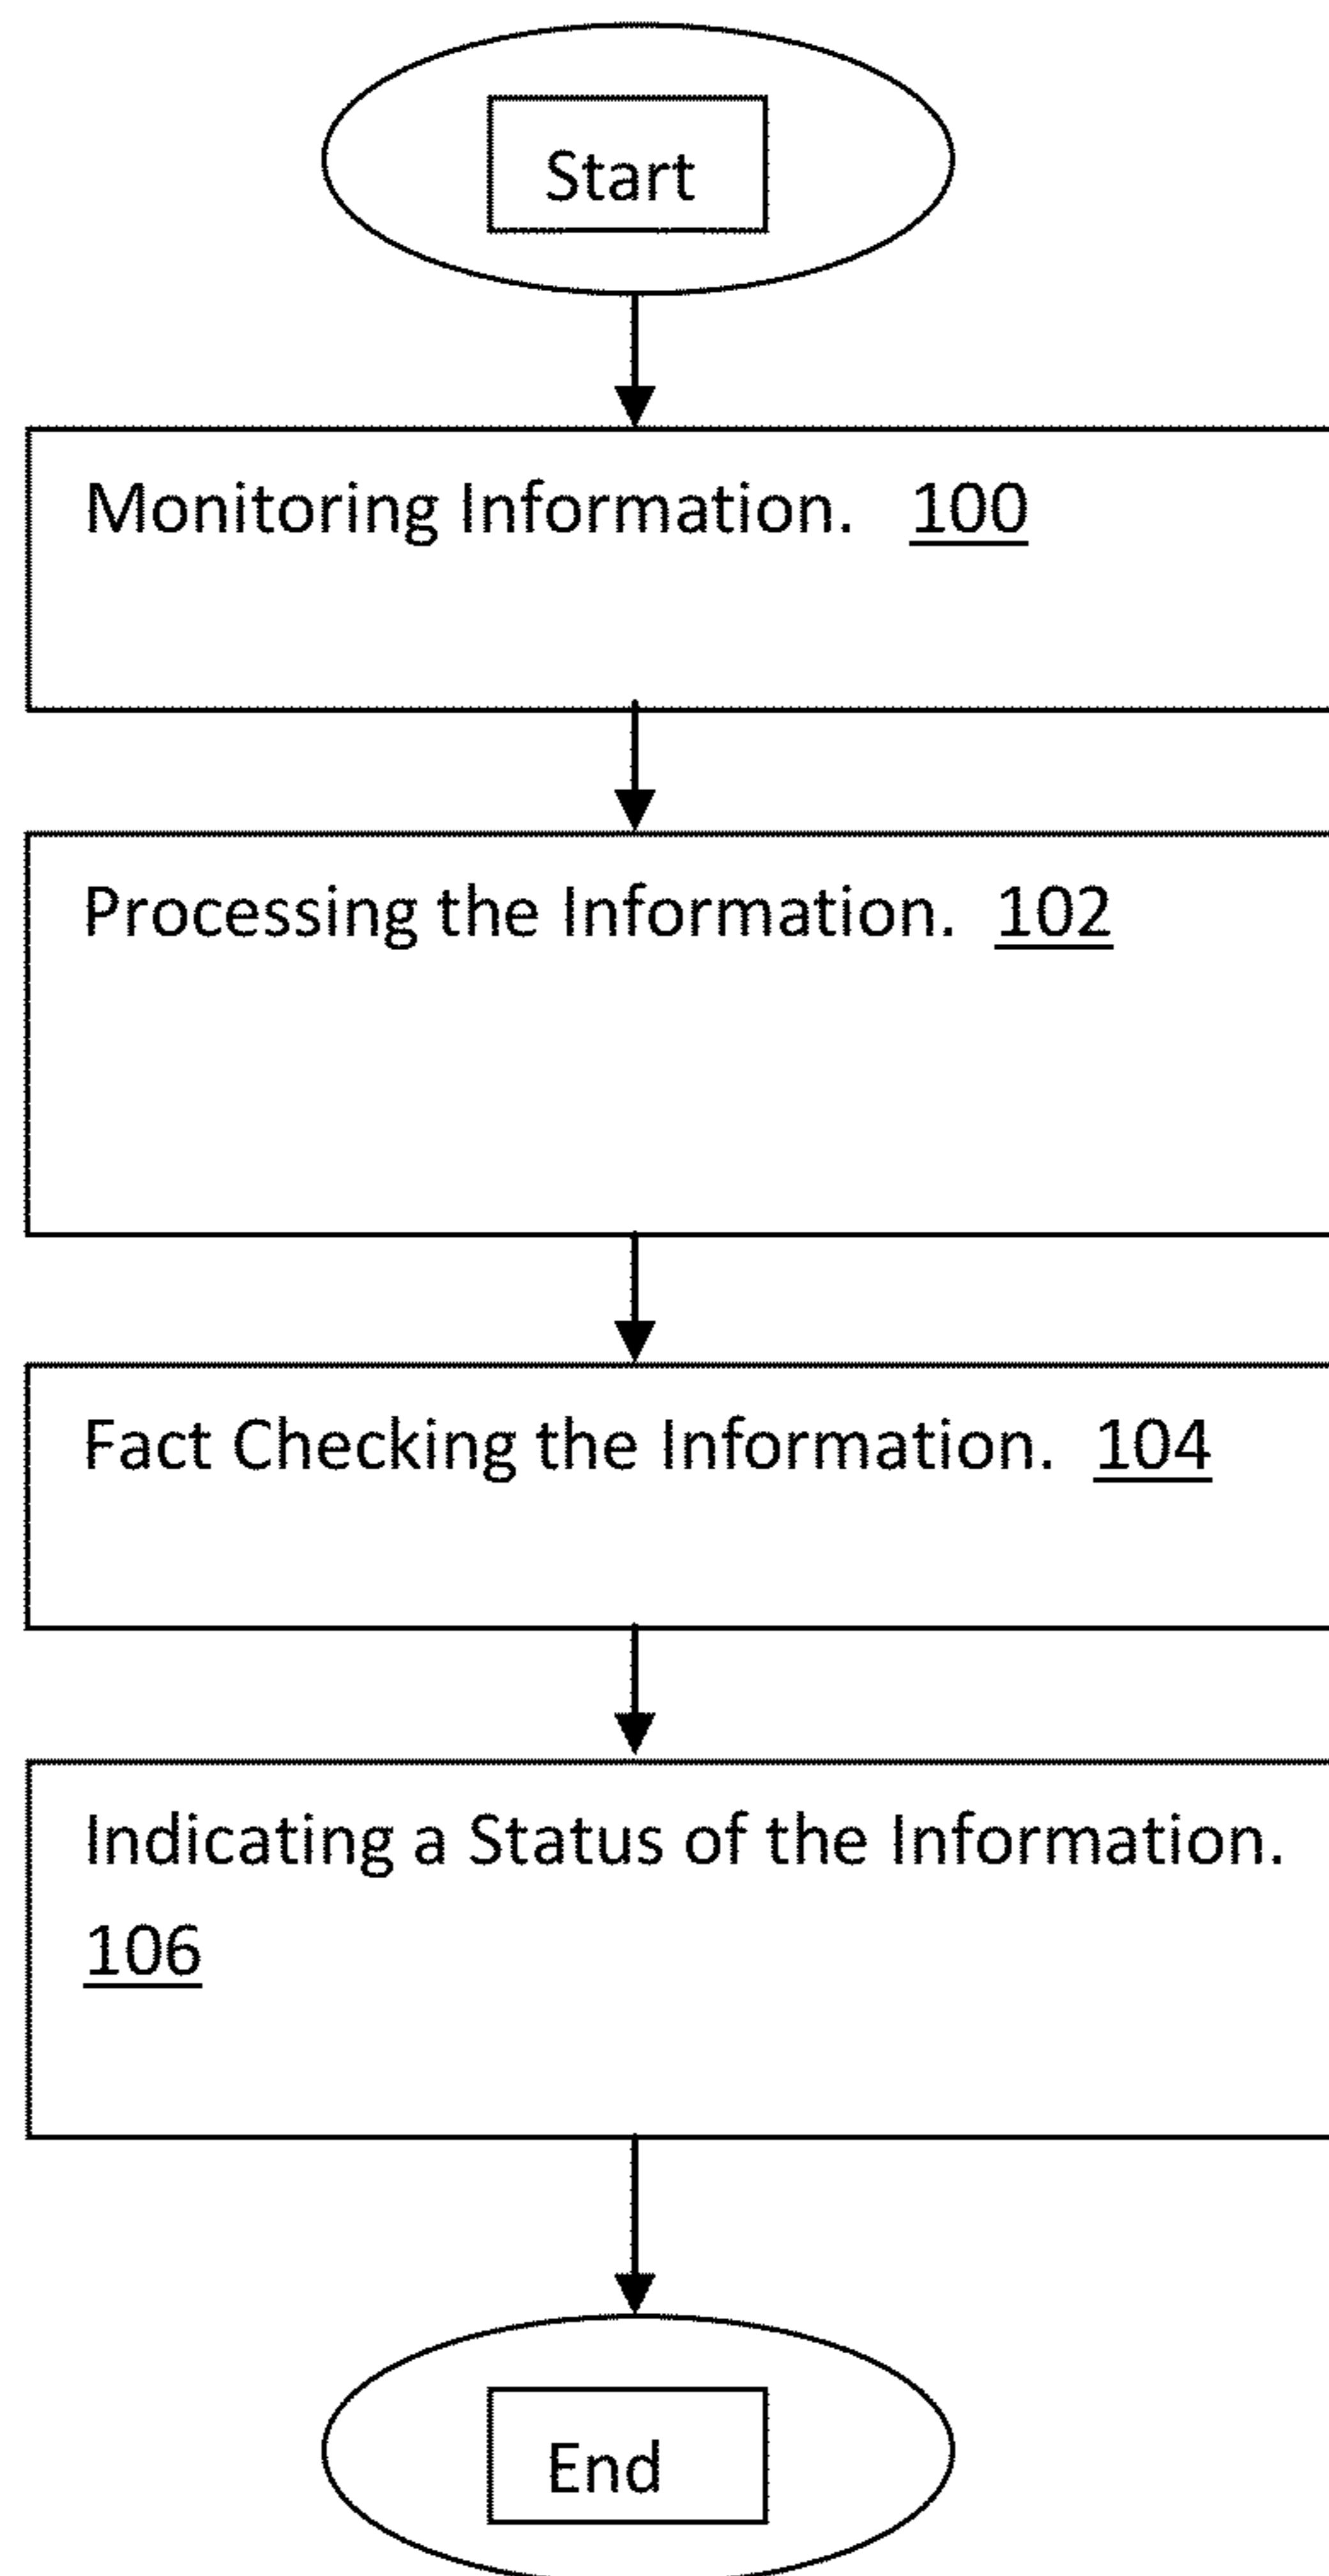 Start
Monitoring Information. 100
Processing the Information. 102
Fact Checking the Information. 104
Indicating a Status of the Information.
106
End